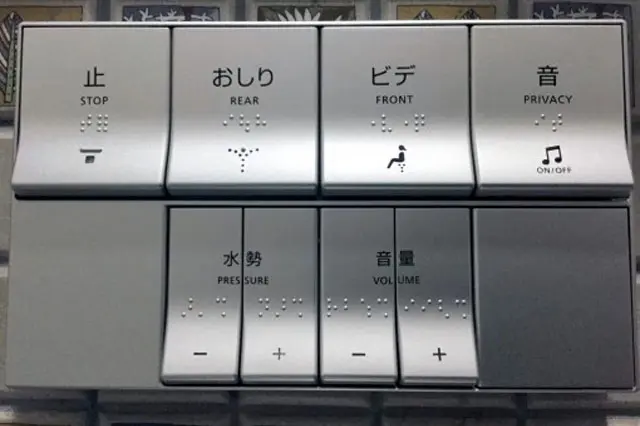 止
STOP
おしり
REAR
ビデ
FRONT
音
PRIVACY
ON/OFF
水勢
PRESSURE
- +
音量
VOLUME
- +